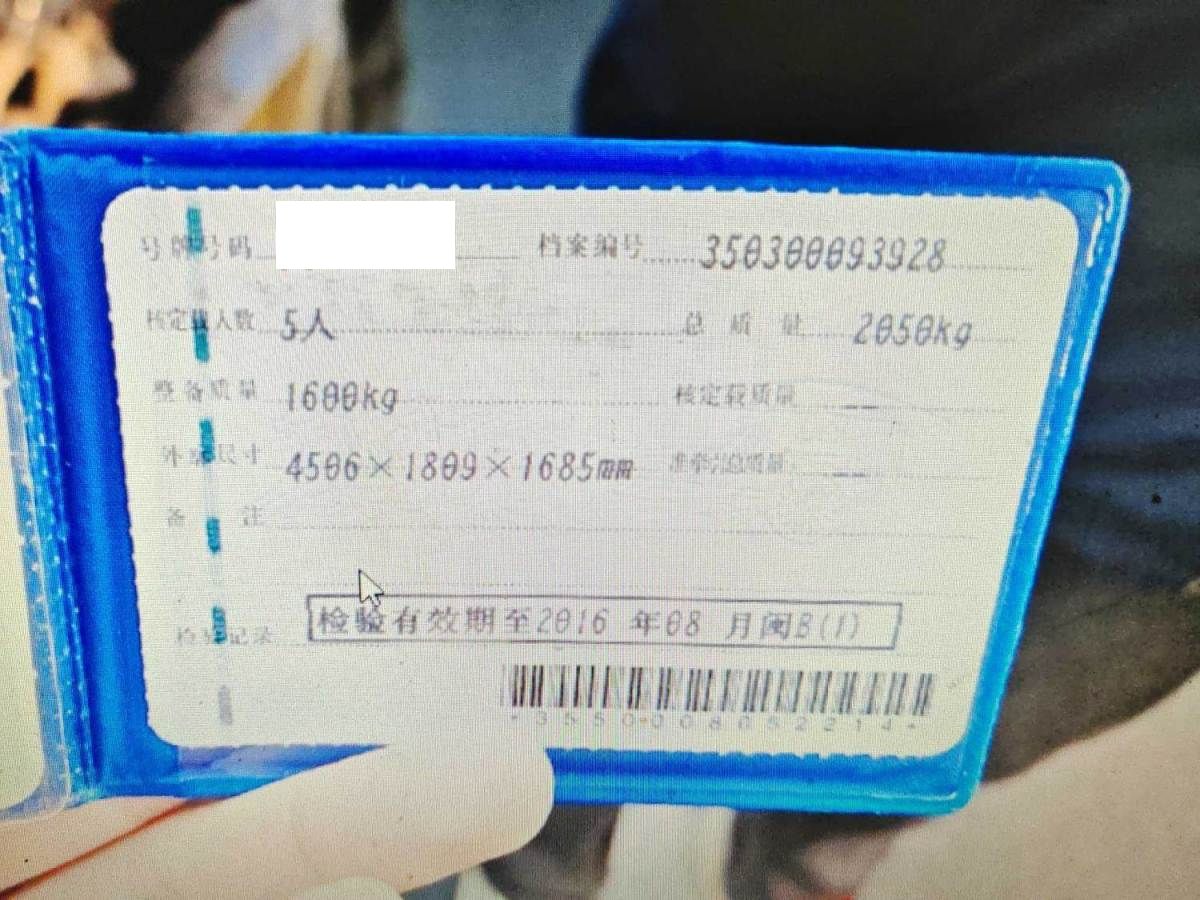 号牌号码 档案编号 350300093928
核定载人数 5人 总质量 2050kg
整备质量 1600kg 核定载质量 --
外廓尺寸 4506×1809×1685mm 准牵引总质量 --
备注
检验记录 检验有效期至2016 年08 月闽B(1)